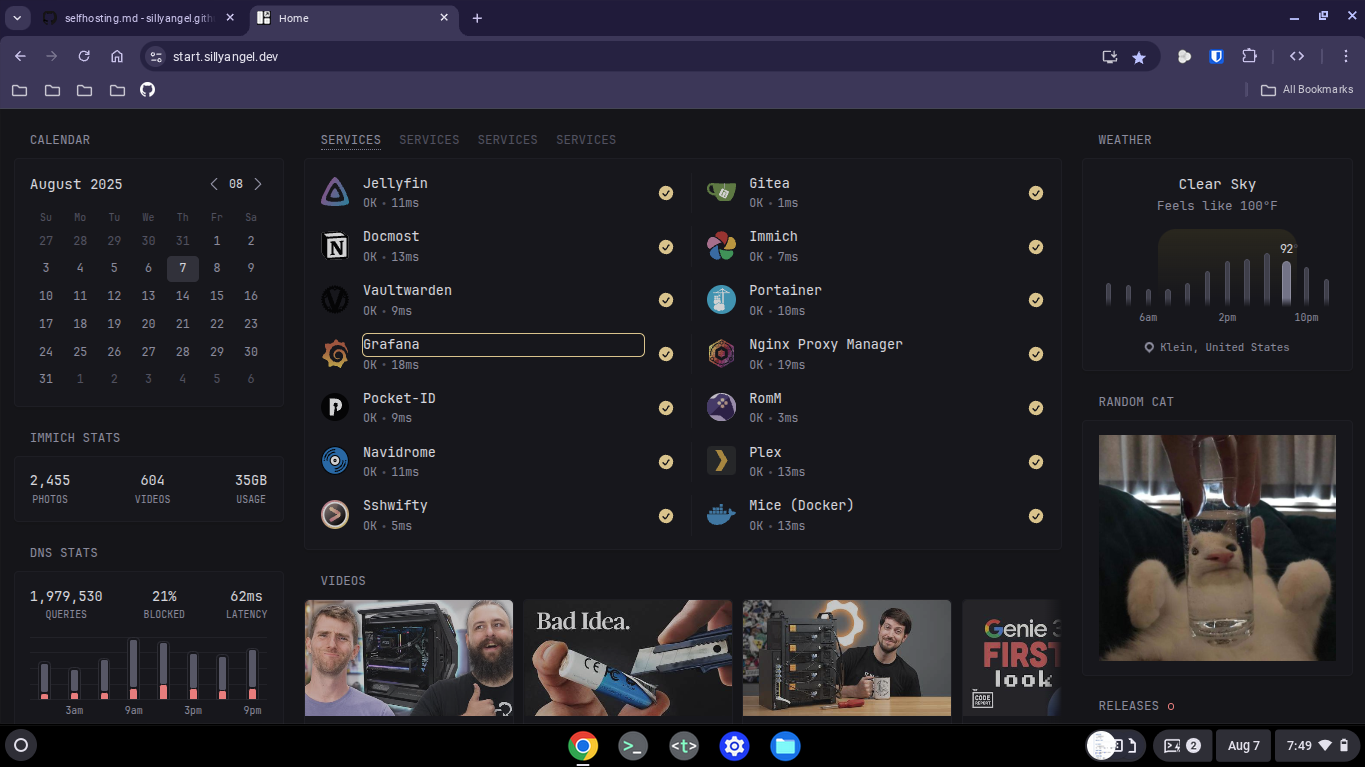 selfhosting.md - sillyangel.gith
Home
start.sillyangel.dev
All Bookmarks
CALENDAR
August 2025
08
Su Mo Tu We Th Fr Sa
27 28 29 30 31 1 2
3 4 5 6 7 8 9
10 11 12 13 14 15 16
17 18 19 20 21 22 23
24 25 26 27 28 29 30
31 1 2 3 4 5 6
IMMICH STATS
2,455 604 35GB
PHOTOS VIDEOS USAGE
DNS STATS
1,979,530 21% 62ms
QUERIES BLOCKED LATENCY
3am 9am 3pm 9pm
SERVICES SERVICES SERVICES SERVICES
Jellyfin
OK • 11ms
Gitea
OK • 1ms
Docmost
OK • 13ms
Immich
OK • 7ms
Vaultwarden
OK • 9ms
Portainer
OK • 10ms
Grafana
OK • 18ms
Nginx Proxy Manager
OK • 19ms
Pocket-ID
OK • 9ms
RomM
OK • 3ms
Navidrome
OK • 11ms
Plex
OK • 13ms
Sshwifty
OK • 5ms
Mice (Docker)
OK • 13ms
VIDEOS
Bad Idea.
CE
Genie 3
FIRST
look
CODE
REPORT
WEATHER
Clear Sky
Feels like 100°F
92
6am 2pm 10pm
Klein, United States
RANDOM CAT
RELEASES
2
Aug 7
7:49